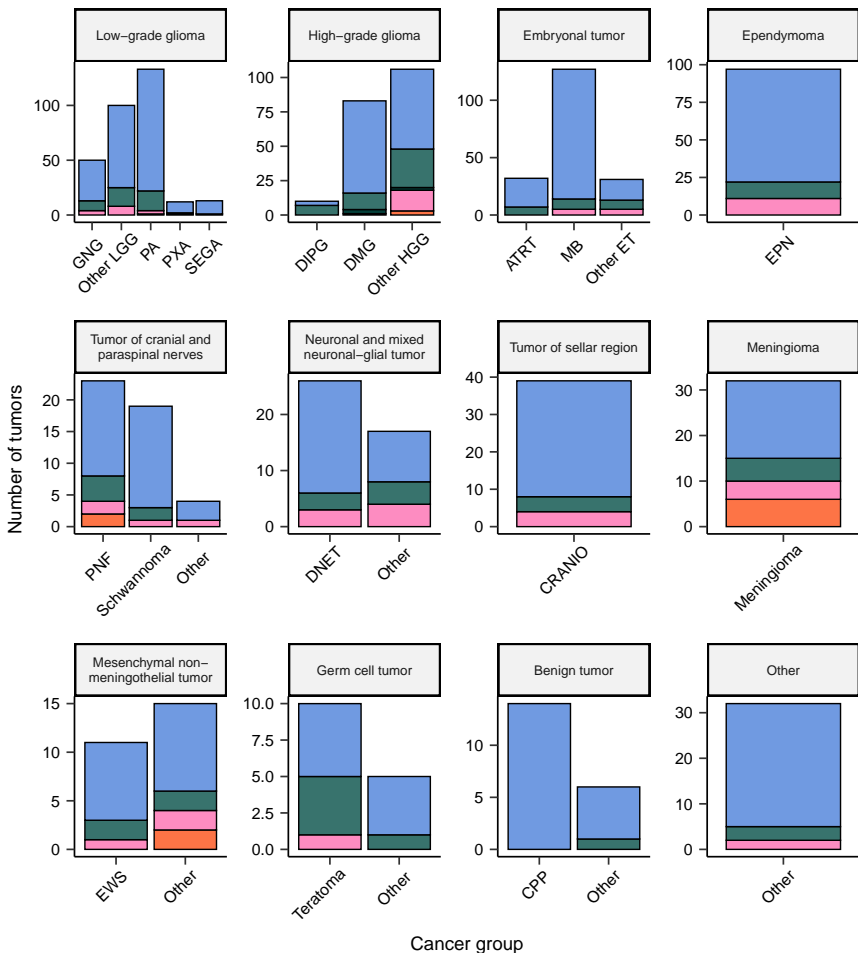 Low−grade glioma
High−grade glioma
Embryonal tumor
Ependymoma
100
50
0
GNG
Other LGG
PA
PXA
SEGA
100
75
50
25
0
DIPG
DMG
Other HGG
100
50
0
ATRT
MB
Other ET
100
75
50
25
0
EPN
Number of tumors
Tumor of cranial and
paraspinal nerves
Neuronal and mixed
neuronal−glial tumor
Tumor of sellar region
Meningioma
20
15
10
5
0
PNF
Schwannoma
Other
20
10
0
DNET
Other
40
30
20
10
0
CRANIO
30
20
10
0
Meningioma
Mesenchymal non−
meningothelial tumor
Germ cell tumor
Benign tumor
Other
15
10
5
0
EWS
Other
10.0
7.5
5.0
2.5
0.0
Teratoma
Other
10
5
0
CPP
Other
30
20
10
0
Other
Cancer group